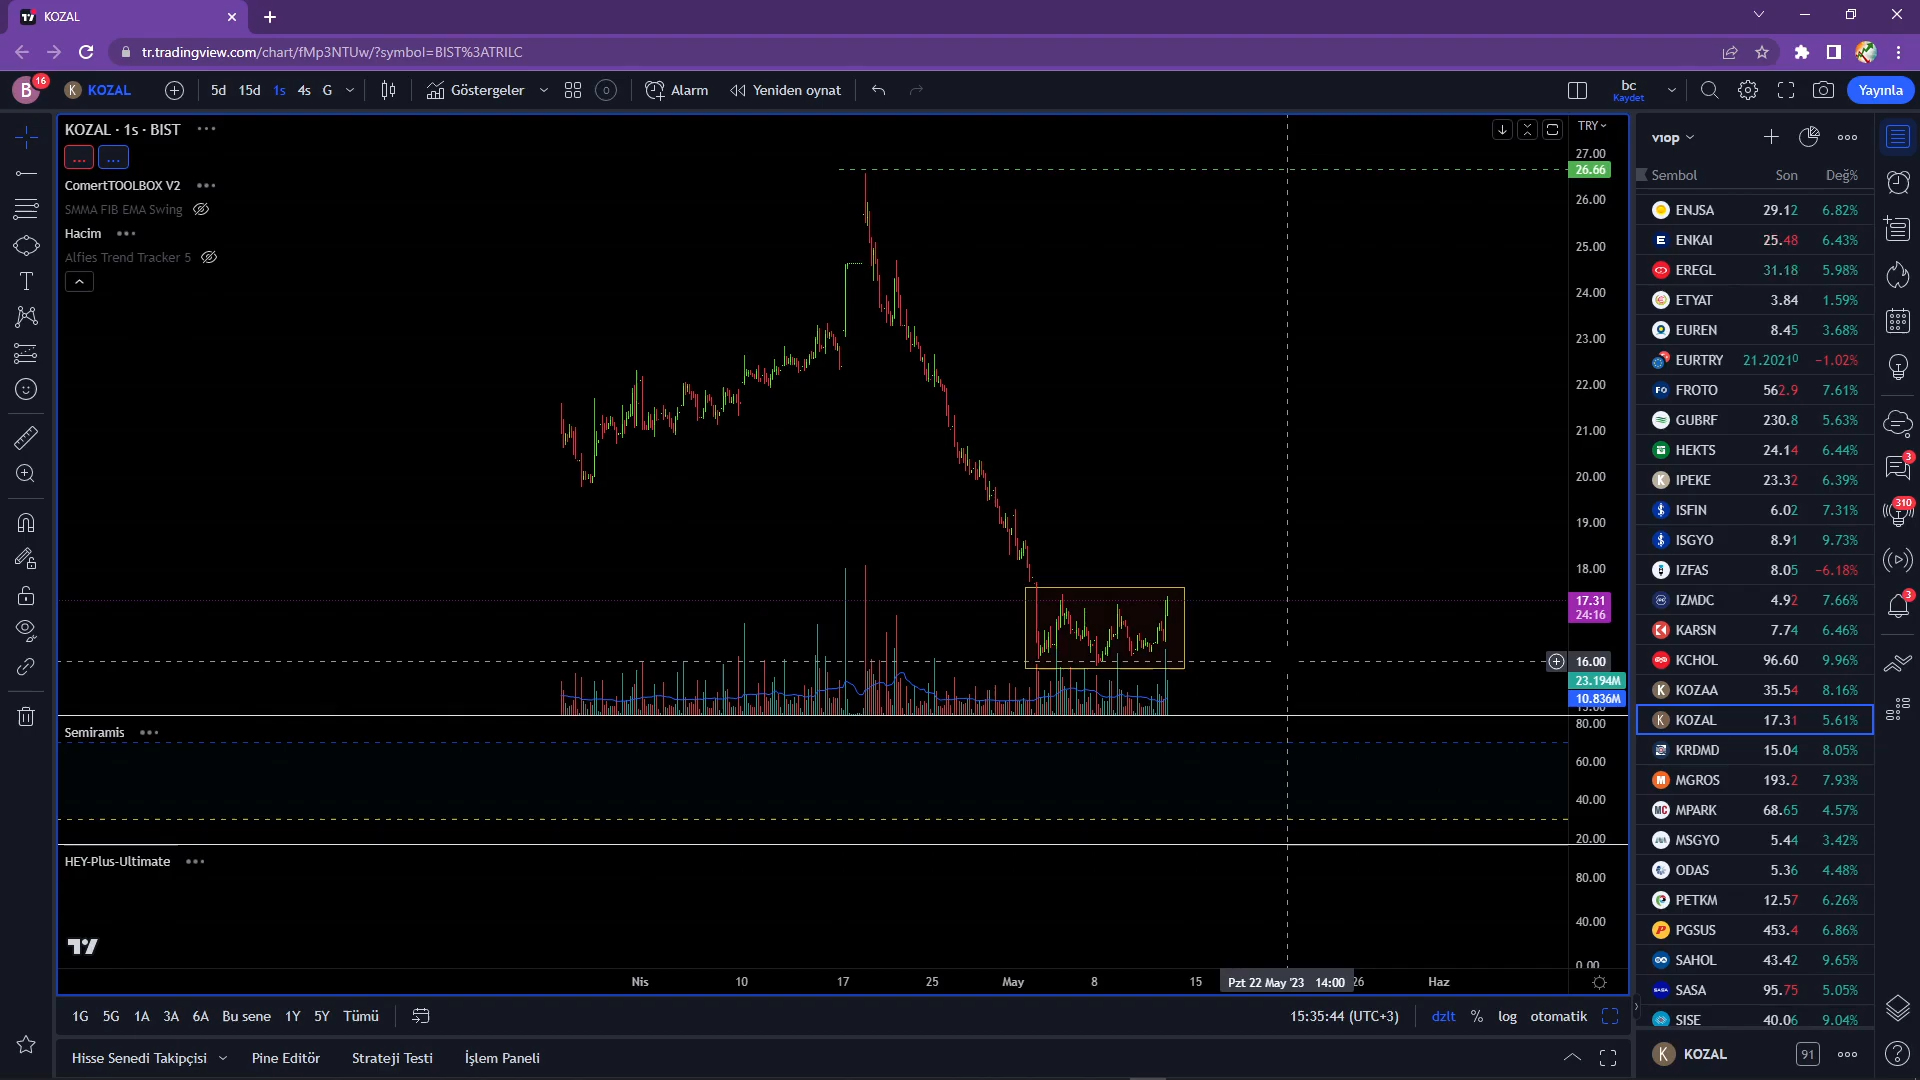 KOZAL
tr.tradingview.com/chart/fMp3NTUw/?symbol=BIST%3ATRILC
B 16 K KOZAL 5d 15d 1s 4s G Göstergeler Alarm Yeniden oynat bc Kaydet Yayınla
KOZAL · 1s · BIST
TRY
... ...
ComertTOOLBOX V2
SMMA FIB EMA Swing
Hacim
Alfies Trend Tracker 5
27.00
26.66
26.00
25.00
24.00
23.00
22.00
21.00
20.00
19.00
18.00
17.31
24:16
16.00
23.194M
10.836M
Semiramis
80.00
60.00
40.00
20.00
HEY-Plus-Ultimate
80.00
40.00
0.00
Nis 10 17 25 May 8 15 Pzt 22 May '23 14:00 26 Haz
1G 5G 1A 3A 6A Bu sene 1Y 5Y Tümü 15:35:44 (UTC+3) dzlt % log otomatik
Hisse Senedi Takipçisi Pine Editör Strateji Testi İşlem Paneli
vıop
Sembol Son Değ%
ENJSA 29.12 6.82%
ENKAI 25.48 6.43%
EREGL 31.18 5.98%
ETYAT 3.84 1.59%
EUREN 8.45 3.68%
EURTRY 21.2021⁰ −1.02%
FROTO 562.9 7.61%
GUBRF 230.8 5.63%
HEKTS 24.14 6.44%
K IPEKE 23.32 6.39%
ISFIN 6.02 7.31%
ISGYO 8.91 9.73%
IZFAS 8.05 −6.18%
IZMDC 4.92 7.66%
KARSN 7.74 6.46%
KCHOL 96.60 9.96%
K KOZAA 35.54 8.16%
K KOZAL 17.31 5.61%
KRDMD 15.04 8.05%
M MGROS 193.2 7.93%
MC MPARK 68.65 4.57%
MSGYO 5.44 3.42%
ODAS 5.36 4.48%
PETKM 12.57 6.26%
P PGSUS 453.4 6.86%
SAHOL 43.42 9.65%
SASA 95.75 5.05%
SISE 40.06 9.04%
K KOZAL 91
3
310
3